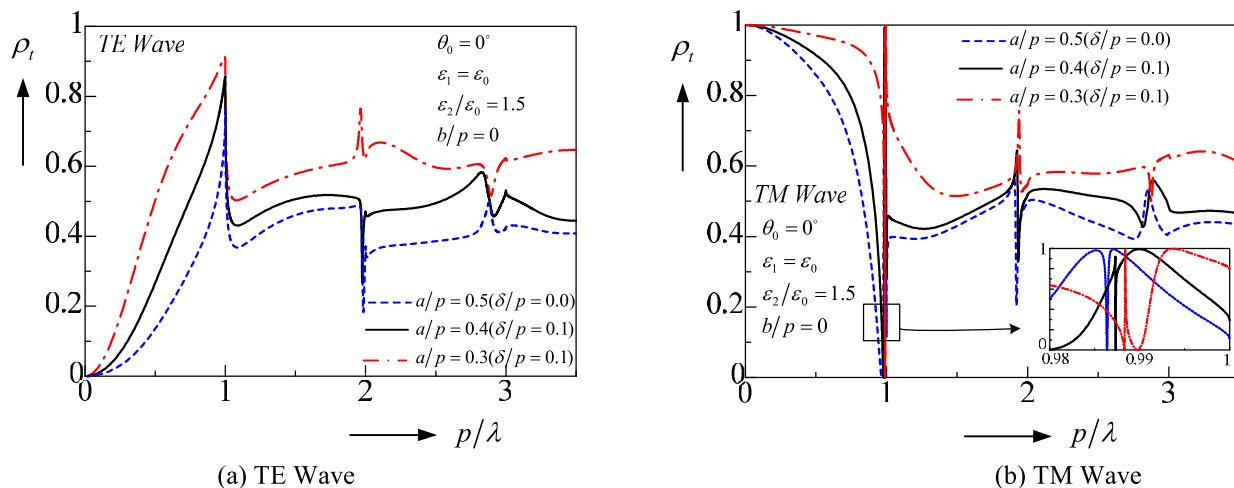 1
0.8
0.6
0.4
0.2
0
ρt
TE Wave
θ0 = 0°
ε1 = ε0
ε2/ε0 = 1.5
b/p = 0
a/p = 0.5(δ/p = 0.0)
a/p = 0.4(δ/p = 0.1)
a/p = 0.3(δ/p = 0.1)
0
1
2
3
p/λ
(a) TE Wave
1
0.8
0.6
0.4
0.2
0
ρt
a/p = 0.5(δ/p = 0.0)
a/p = 0.4(δ/p = 0.1)
a/p = 0.3(δ/p = 0.1)
TM Wave
θ0 = 0°
ε1 = ε0
ε2/ε0 = 1.5
b/p = 0
1
0
0.98
0.99
1
0
1
2
3
p/λ
(b) TM Wave